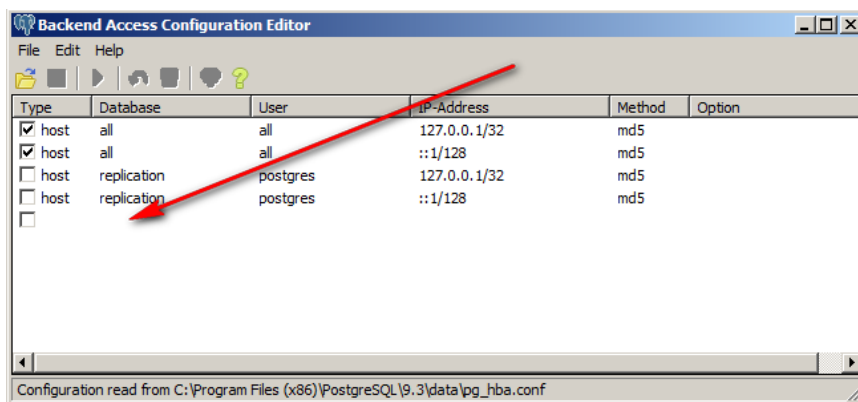 Backend Access Configuration Editor
File Edit Help
Type Database User IP-Address Method Option
host all all 127.0.0.1/32 md5
host all all ::1/128 md5
host replication postgres 127.0.0.1/32 md5
host replication postgres ::1/128 md5
Configuration read from C:\Program Files (x86)\PostgreSQL\9.3\data\pg_hba.conf